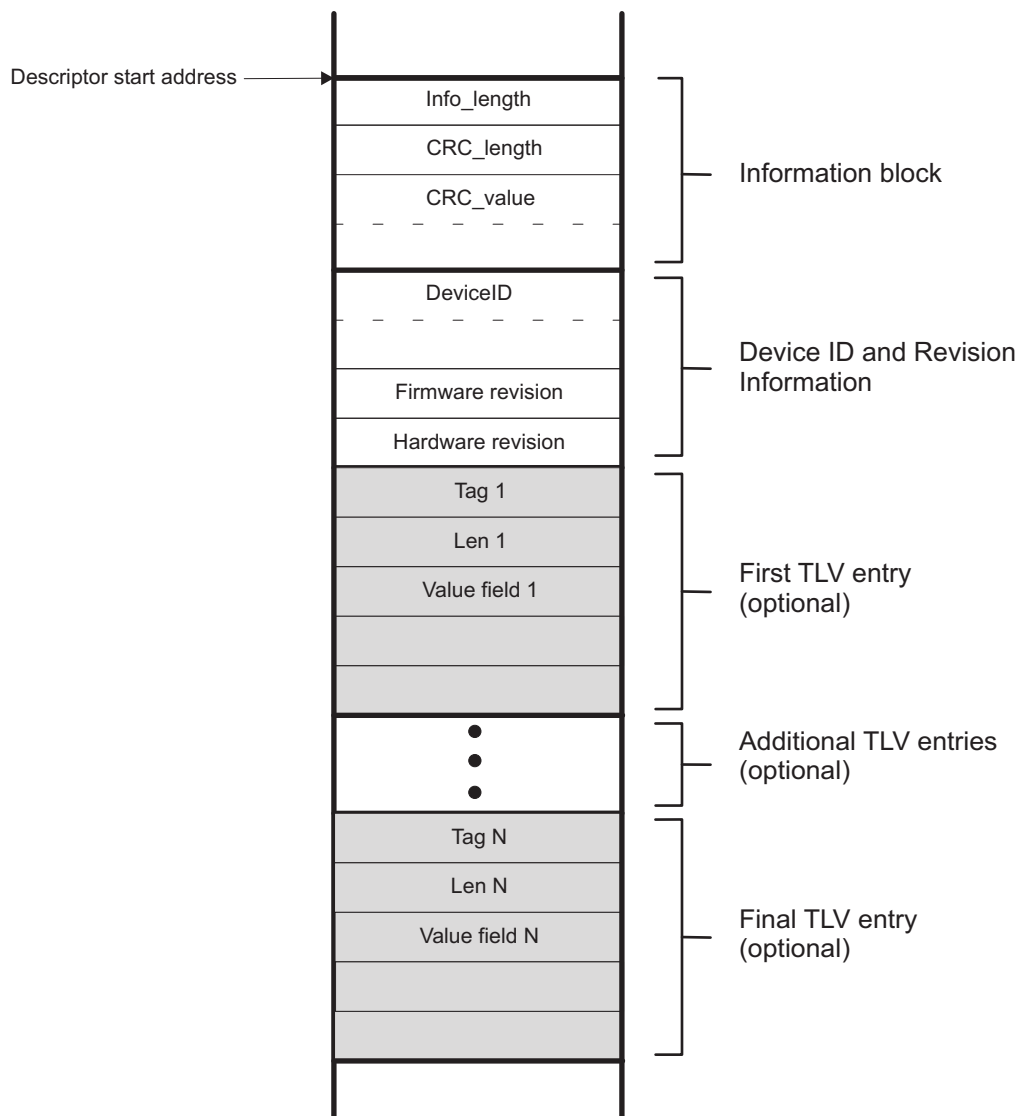 Descriptor start address
Info_length
CRC_length
CRC_value
Information block
DeviceID
Firmware revision
Hardware revision
Device ID and Revision
Information
Tag 1
Len 1
Value field 1
First TLV entry
(optional)
Additional TLV entries
(optional)
Tag N
Len N
Value field N
Final TLV entry
(optional)